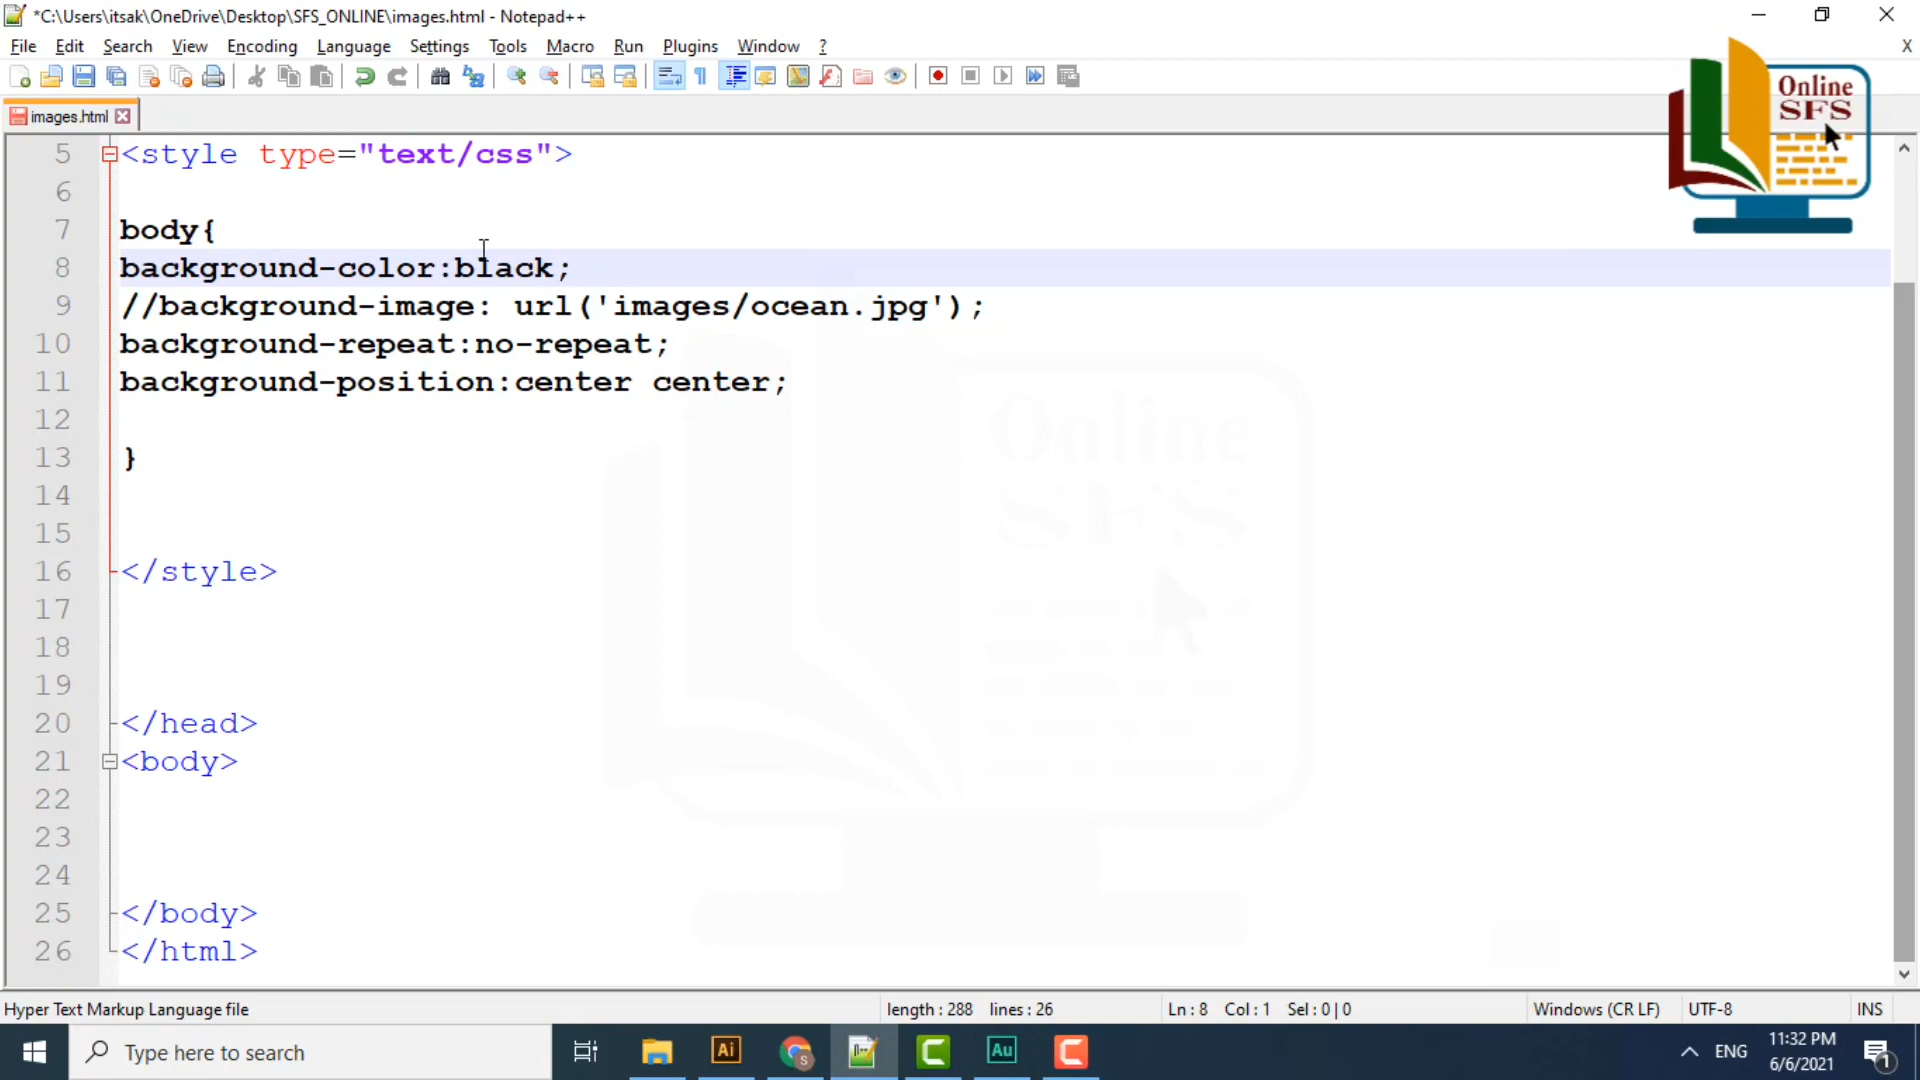 *C:\Users\itsak\OneDrive\Desktop\SFS_ONLINE\images.html - Notepad++
File Edit Search View Encoding Language Settings Tools Macro Run Plugins Window ? X
images.html
Online
SFS
5 <style type="text/css">
6
7 body{
8 background-color:black;
9 //background-image: url('images/ocean.jpg');
10 background-repeat:no-repeat;
11 background-position:center center;
12
13 }
14
15
16 </style>
17
18
19
20 </head>
21 <body>
22
23
24
25 </body>
26 </html>
Online
SFS
Hyper Text Markup Language file length : 288 lines : 26 Ln : 8 Col : 1 Sel : 0 | 0 Windows (CR LF) UTF-8 INS
Type here to search
Ai
Au
ENG
11:32 PM
6/6/2021
1